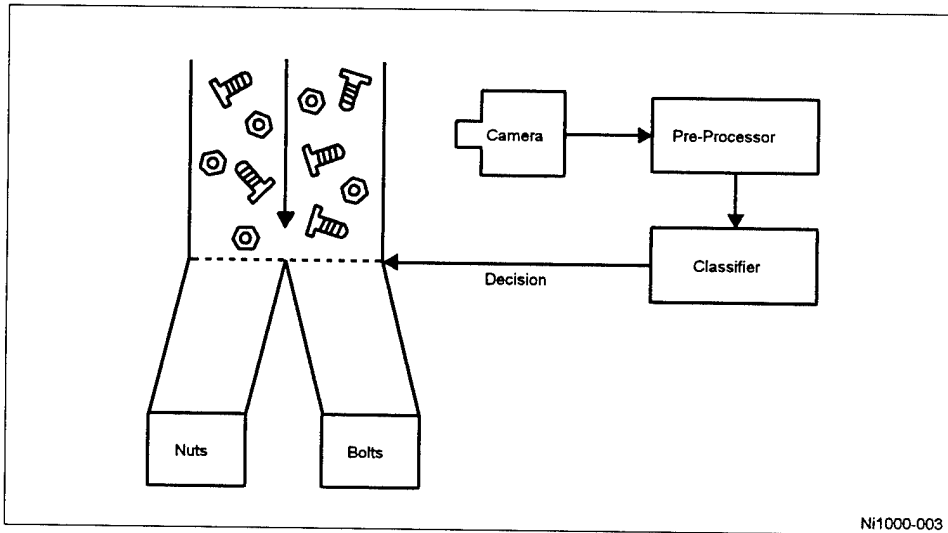 Camera
Pre-Processor
Classifier
Decision
Nuts
Bolts
Ni1000-003